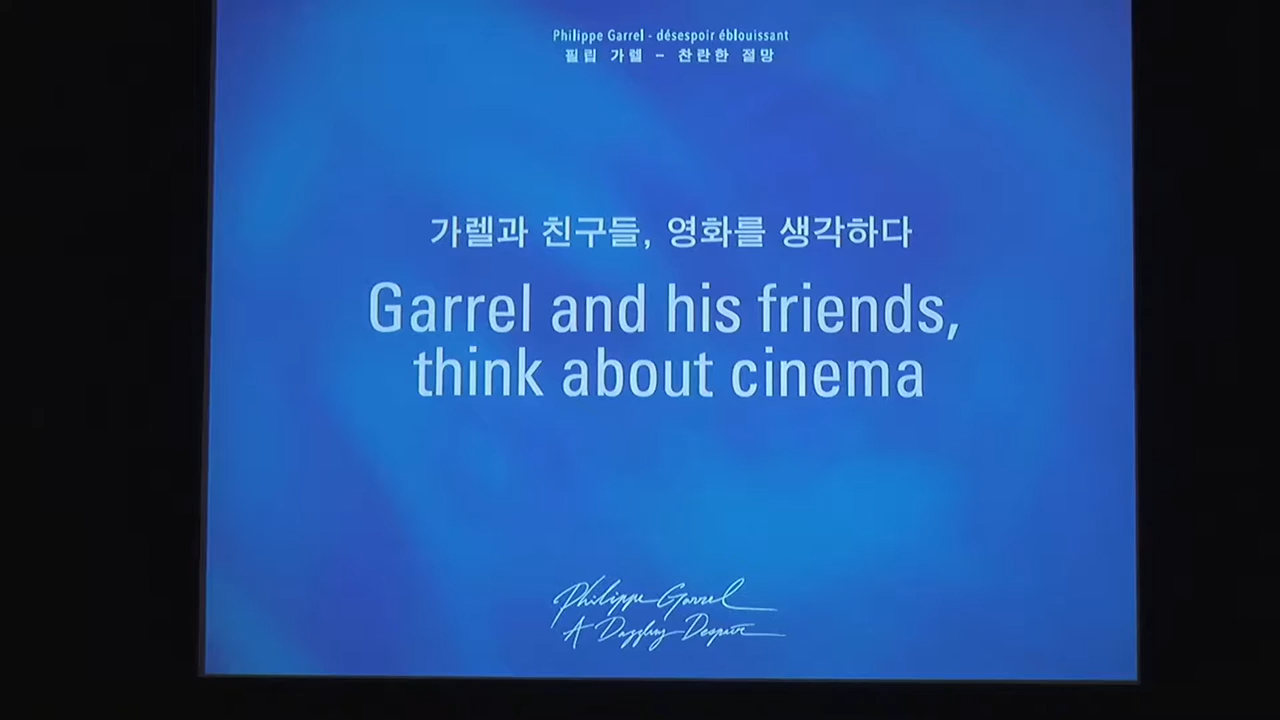 Philippe Garrel - désespoir éblouissant
필립 가렐 – 찬란한 절망
가렐과 친구들, 영화를 생각하다
Garrel and his friends,
think about cinema
Philippe Garrel
A Dazzling Despair